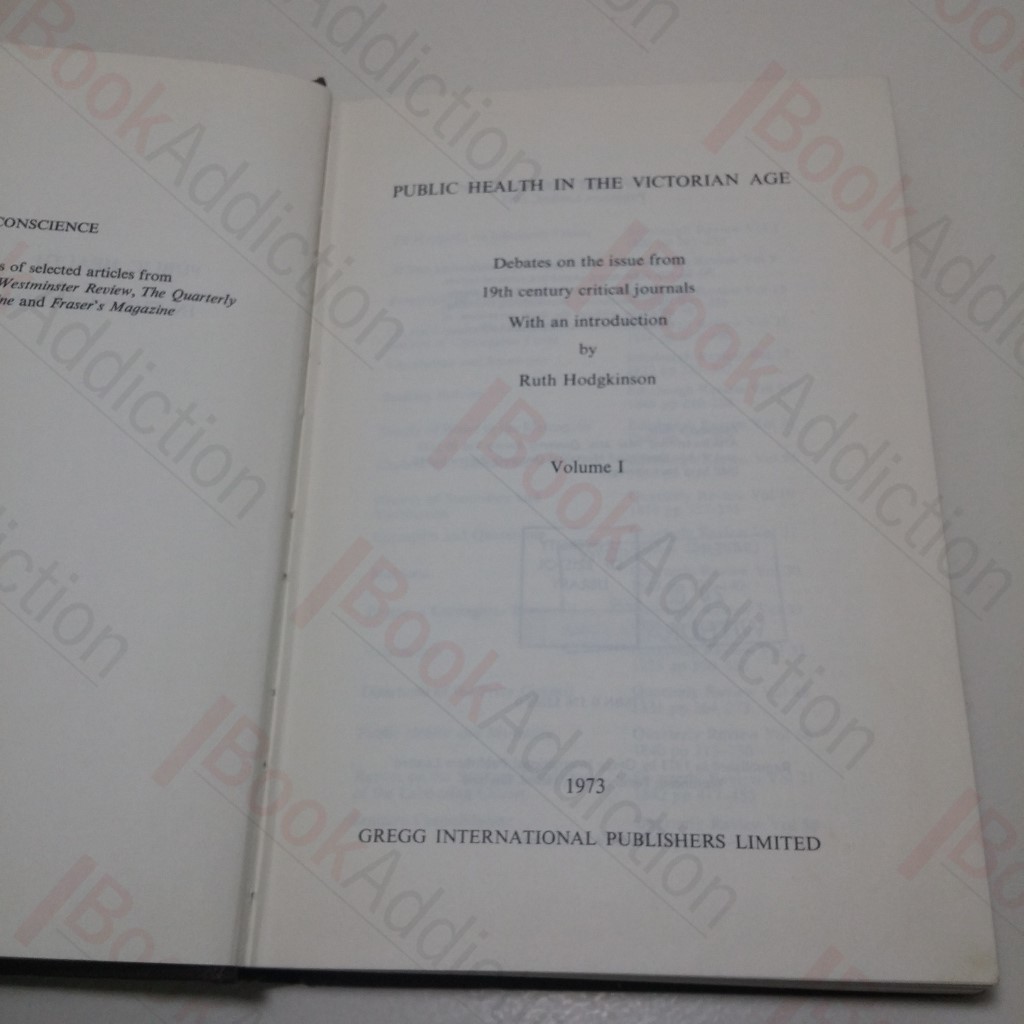 CONSCIENCE
s of selected articles from
Westminster Review, The Quarterly
ne and Fraser's Magazine
PUBLIC HEALTH IN THE VICTORIAN AGE
Debates on the issue from
19th century critical journals
With an introduction
by
Ruth Hodgkinson
Volume I
1973
GREGG INTERNATIONAL PUBLISHERS LIMITED
BookAddiction